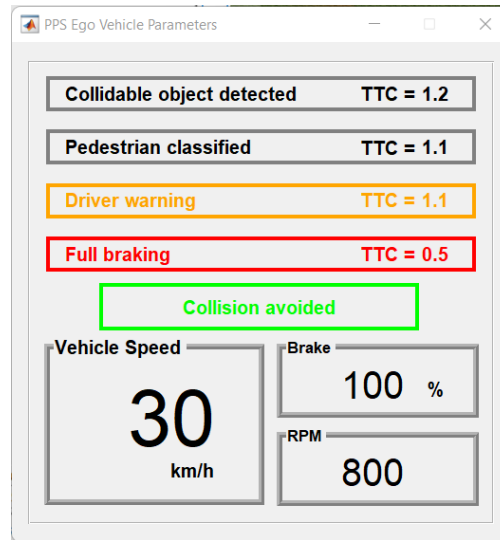 PPS Ego Vehicle Parameters
Collidable object detected TTC = 1.2
Pedestrian classified TTC = 1.1
Driver warning TTC = 1.1
Full braking TTC = 0.5
Collision avoided
Vehicle Speed
30
km/h
Brake
100 %
RPM
800